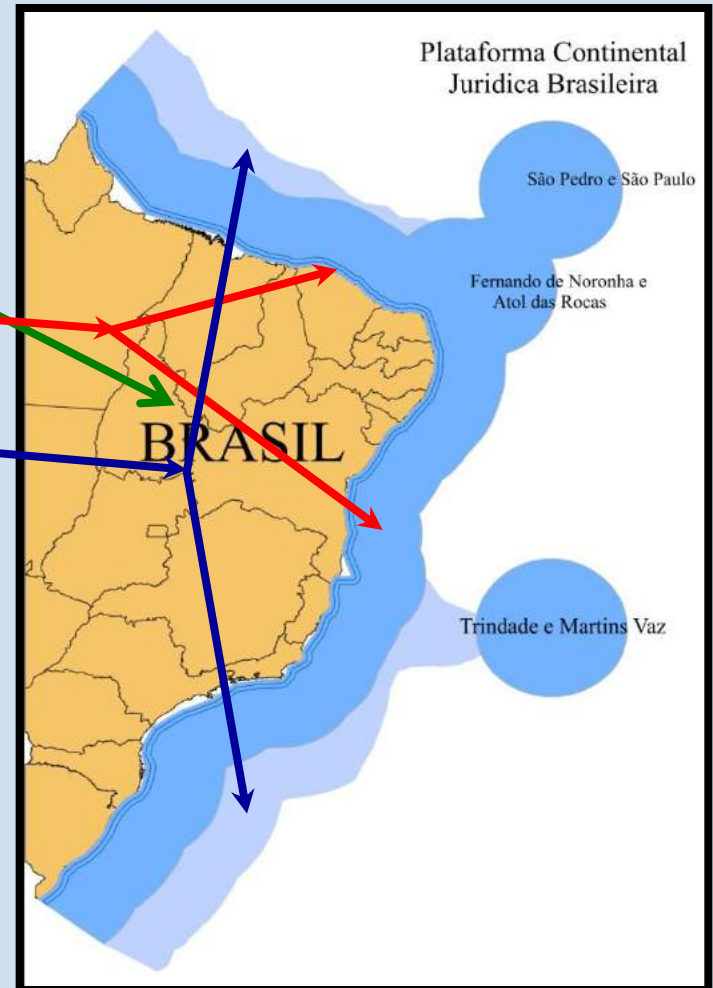 Plataforma Continental
Juridica Brasileira
São Pedro e São Paulo
Fernando de Noronha e
Atol das Rocas
BRASIL
Trindade e Martins Vaz